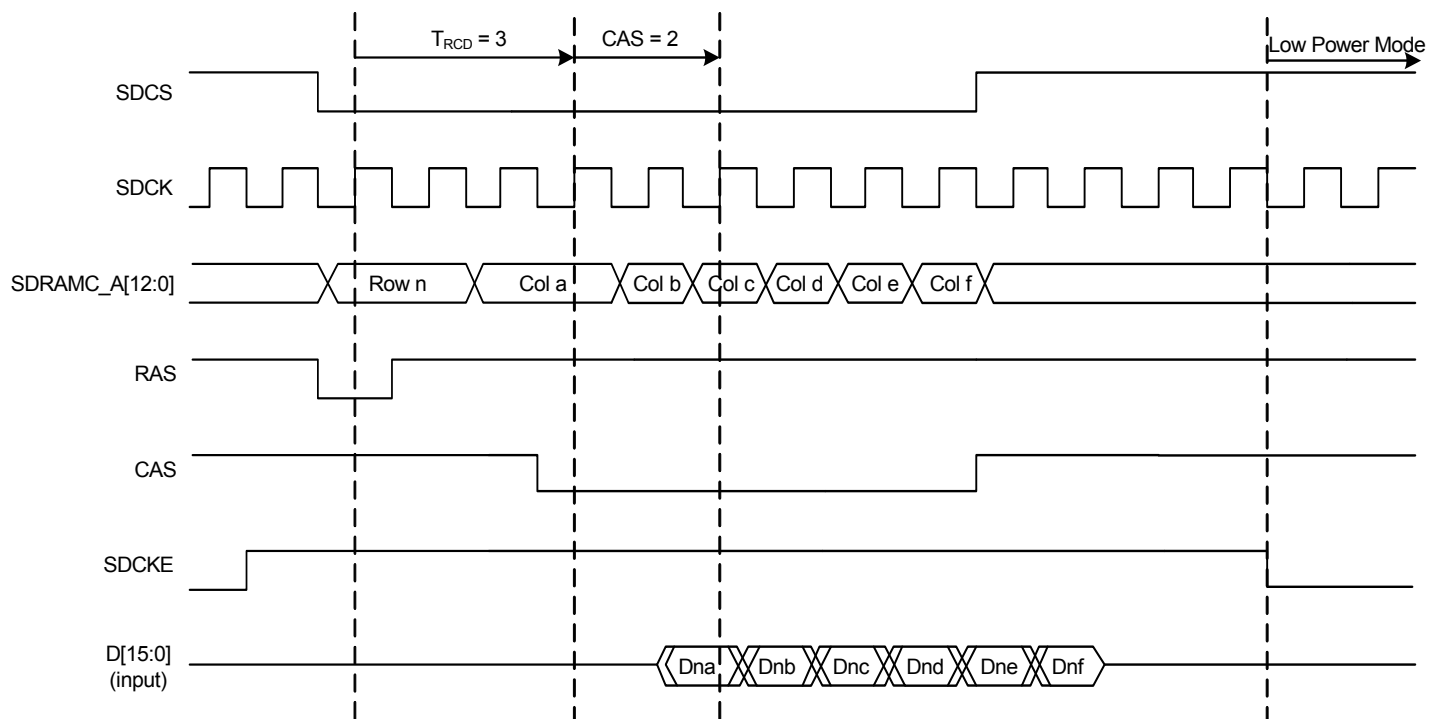 T_RCD = 3
CAS = 2
Low Power Mode
SDCS
SDCK
SDRAMC_A[12:0]
Row n
Col a
Col b
Col c
Col d
Col e
Col f
RAS
CAS
SDCKE
D[15:0]
(input)
Dna
Dnb
Dnc
Dnd
Dne
Dnf